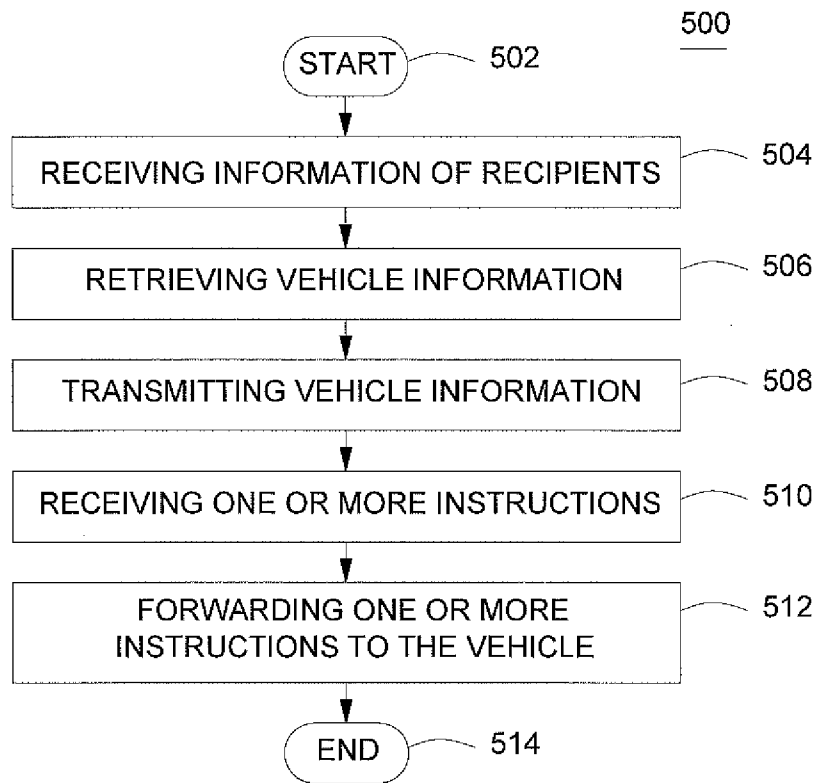 500
START 502
RECEIVING INFORMATION OF RECIPIENTS 504
RETRIEVING VEHICLE INFORMATION 506
TRANSMITTING VEHICLE INFORMATION 508
RECEIVING ONE OR MORE INSTRUCTIONS 510
FORWARDING ONE OR MORE 512
INSTRUCTIONS TO THE VEHICLE
END 514